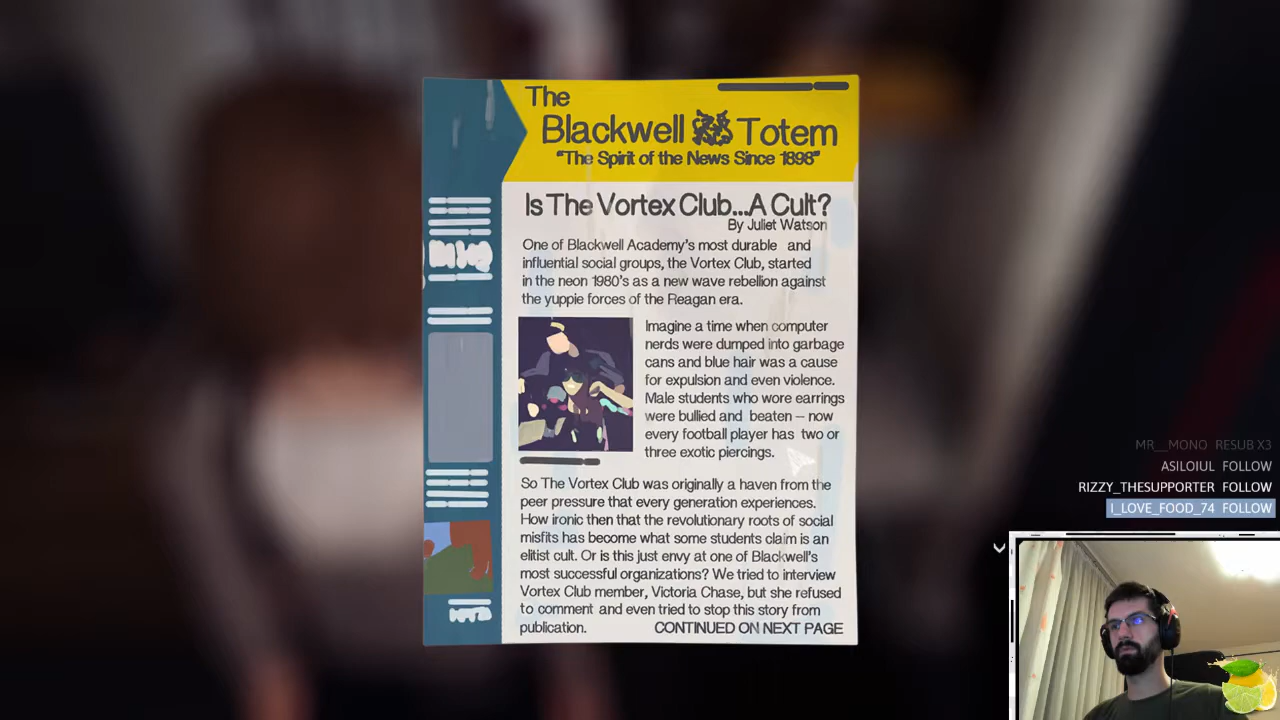 The
Blackwell Totem
"The Spirit of the News Since 1898"
Is The Vortex Club...A Cult?
By Juliet Watson
One of Blackwell Academy's most durable and
influential social groups, the Vortex Club, started
in the neon 1980's as a new wave rebellion against
the yuppie forces of the Reagan era.
Imagine a time when computer
nerds were dumped into garbage
cans and blue hair was a cause
for expulsion and even violence.
Male students who wore earrings
were bullied and beaten – now
every football player has two or
three exotic piercings.
So The Vortex Club was originally a haven from the
peer pressure that every generation experiences.
How ironic then that the revolutionary roots of social
misfits has become what some students claim is an
elitist cult. Or is this just envy at one of Blackwell's
most successful organizations? We tried to interview
Vortex Club member, Victoria Chase, but she refused
to comment and even tried to stop this story from
publication. CONTINUED ON NEXT PAGE
MR__MONO RESUB X3
ASILOIUL FOLLOW
RIZZY_THESUPPORTER FOLLOW
I_LOVE_FOOD_74 FOLLOW